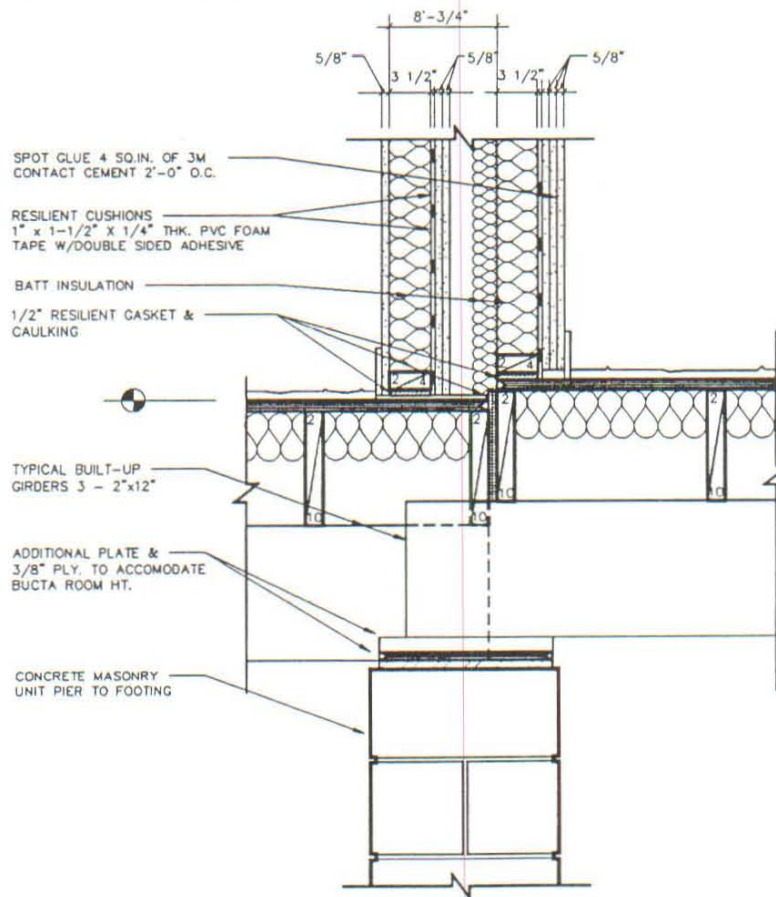 8'-3/4"
5/8" 3 1/2" 5/8" 3 1/2" 5/8"
SPOT GLUE 4 SQ.IN. OF 3M
CONTACT CEMENT 2'-0" O.C.
RESILIENT CUSHIONS
1" x 1-1/2" X 1/4" THK. PVC FOAM
TAPE W/DOUBLE SIDED ADHESIVE
BATT INSULATION
1/2" RESILIENT GASKET &
CAULKING
2 4
2 4
2 2 2 2
TYPICAL BUILT-UP
GIRDERS 3 - 2"x12"
10 10 10 10
ADDITIONAL PLATE &
3/8" PLY. TO ACCOMODATE
BUCTA ROOM HT.
CONCRETE MASONRY
UNIT PIER TO FOOTING